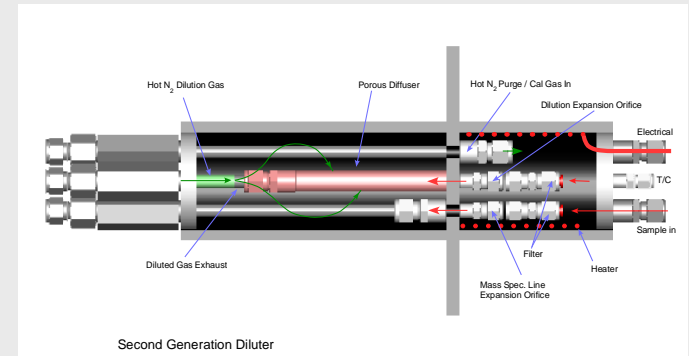 Hot N2 Dilution Gas
Porous Diffuser
Hot N2 Purge / Cal Gas In
Dilution Expansion Orifice
Electrical
T/C
Sample in
Diluted Gas Exhaust
Filter
Heater
Mass Spec. Line
Expansion Orifice
Second Generation Diluter